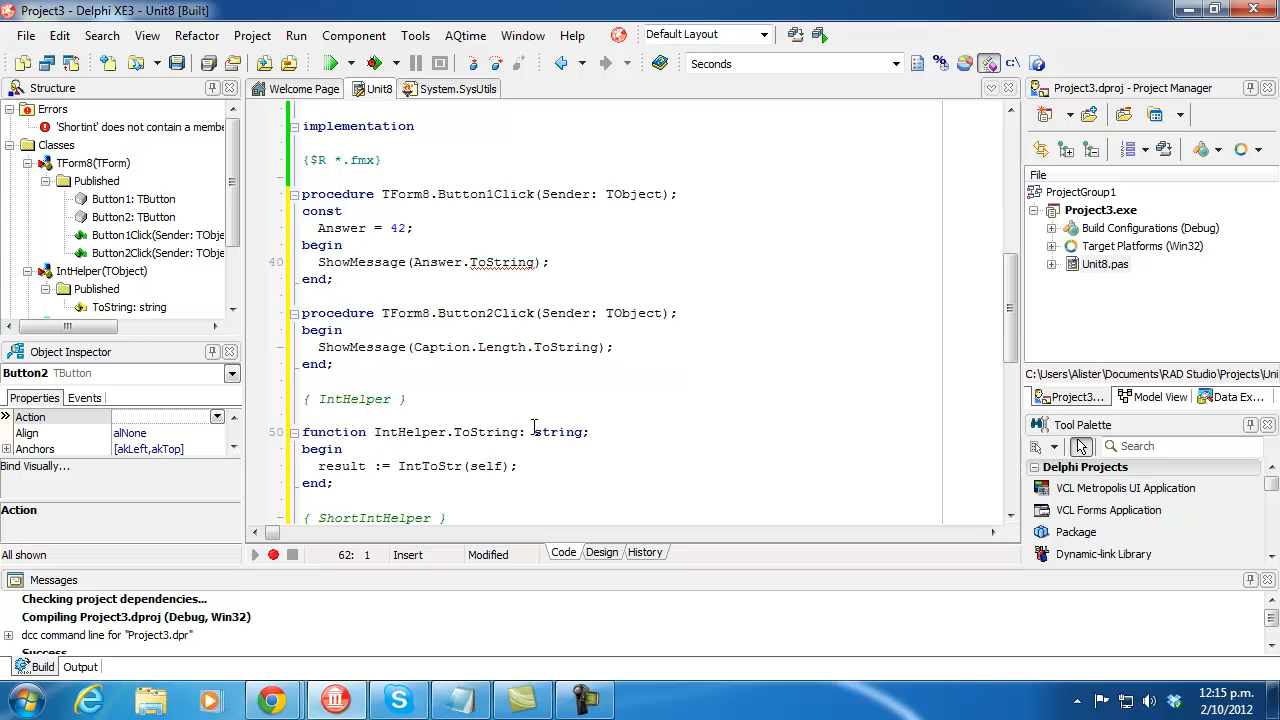 Project3 - Delphi XE3 - Unit8 [Built]
File Edit Search View Refactor Project Run Component Tools AQtime Window Help
Default Layout
Seconds
Structure
Errors
'Shortint' does not contain a membe
Classes
TForm8(TForm)
Published
Button1: TButton
Button2: TButton
Button1Click(Sender: TObje
Button2Click(Sender: TObje
IntHelper(TObject)
Published
ToString: string
Object Inspector
Button2 TButton
Properties Events
Action
Align alNone
Anchors [akLeft,akTop]
Bind Visually...
Action
All shown
Welcome Page Unit8 System.SysUtils
implementation
{$R *.fmx}
procedure TForm8.Button1Click(Sender: TObject);
const
Answer = 42;
begin
40 ShowMessage(Answer.ToString);
end;
procedure TForm8.Button2Click(Sender: TObject);
begin
ShowMessage(Caption.Length.ToString);
end;
{ IntHelper }
50 function IntHelper.ToString: string;
begin
result := IntToStr(self);
end;
{ ShortIntHelper }
62: 1 Insert Modified Code Design History
Project3.dproj - Project Manager
File
ProjectGroup1
Project3.exe
Build Configurations (Debug)
Target Platforms (Win32)
Unit8.pas
C:\Users\Alister\Documents\RAD Studio\Projects\Uni
Project3... Model View Data Ex...
Tool Palette
Search
Delphi Projects
VCL Metropolis UI Application
VCL Forms Application
Package
Dynamic-link Library
Messages
Checking project dependencies...
Compiling Project3.dproj (Debug, Win32)
dcc command line for "Project3.dpr"
Success
Build Output
12:15 p.m.
2/10/2012